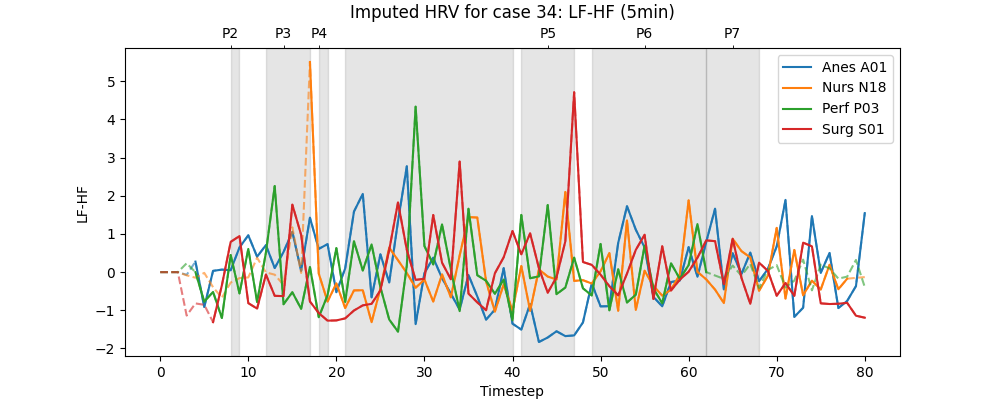 Imputed HRV for case 34: LF-HF (5min)
P2 P3 P4 P5 P6 P7
Anes A01
Nurs N18
Perf P03
Surg S01
5
4
3
2
1
0
−1
−2
LF-HF
0 10 20 30 40 50 60 70 80
Timestep